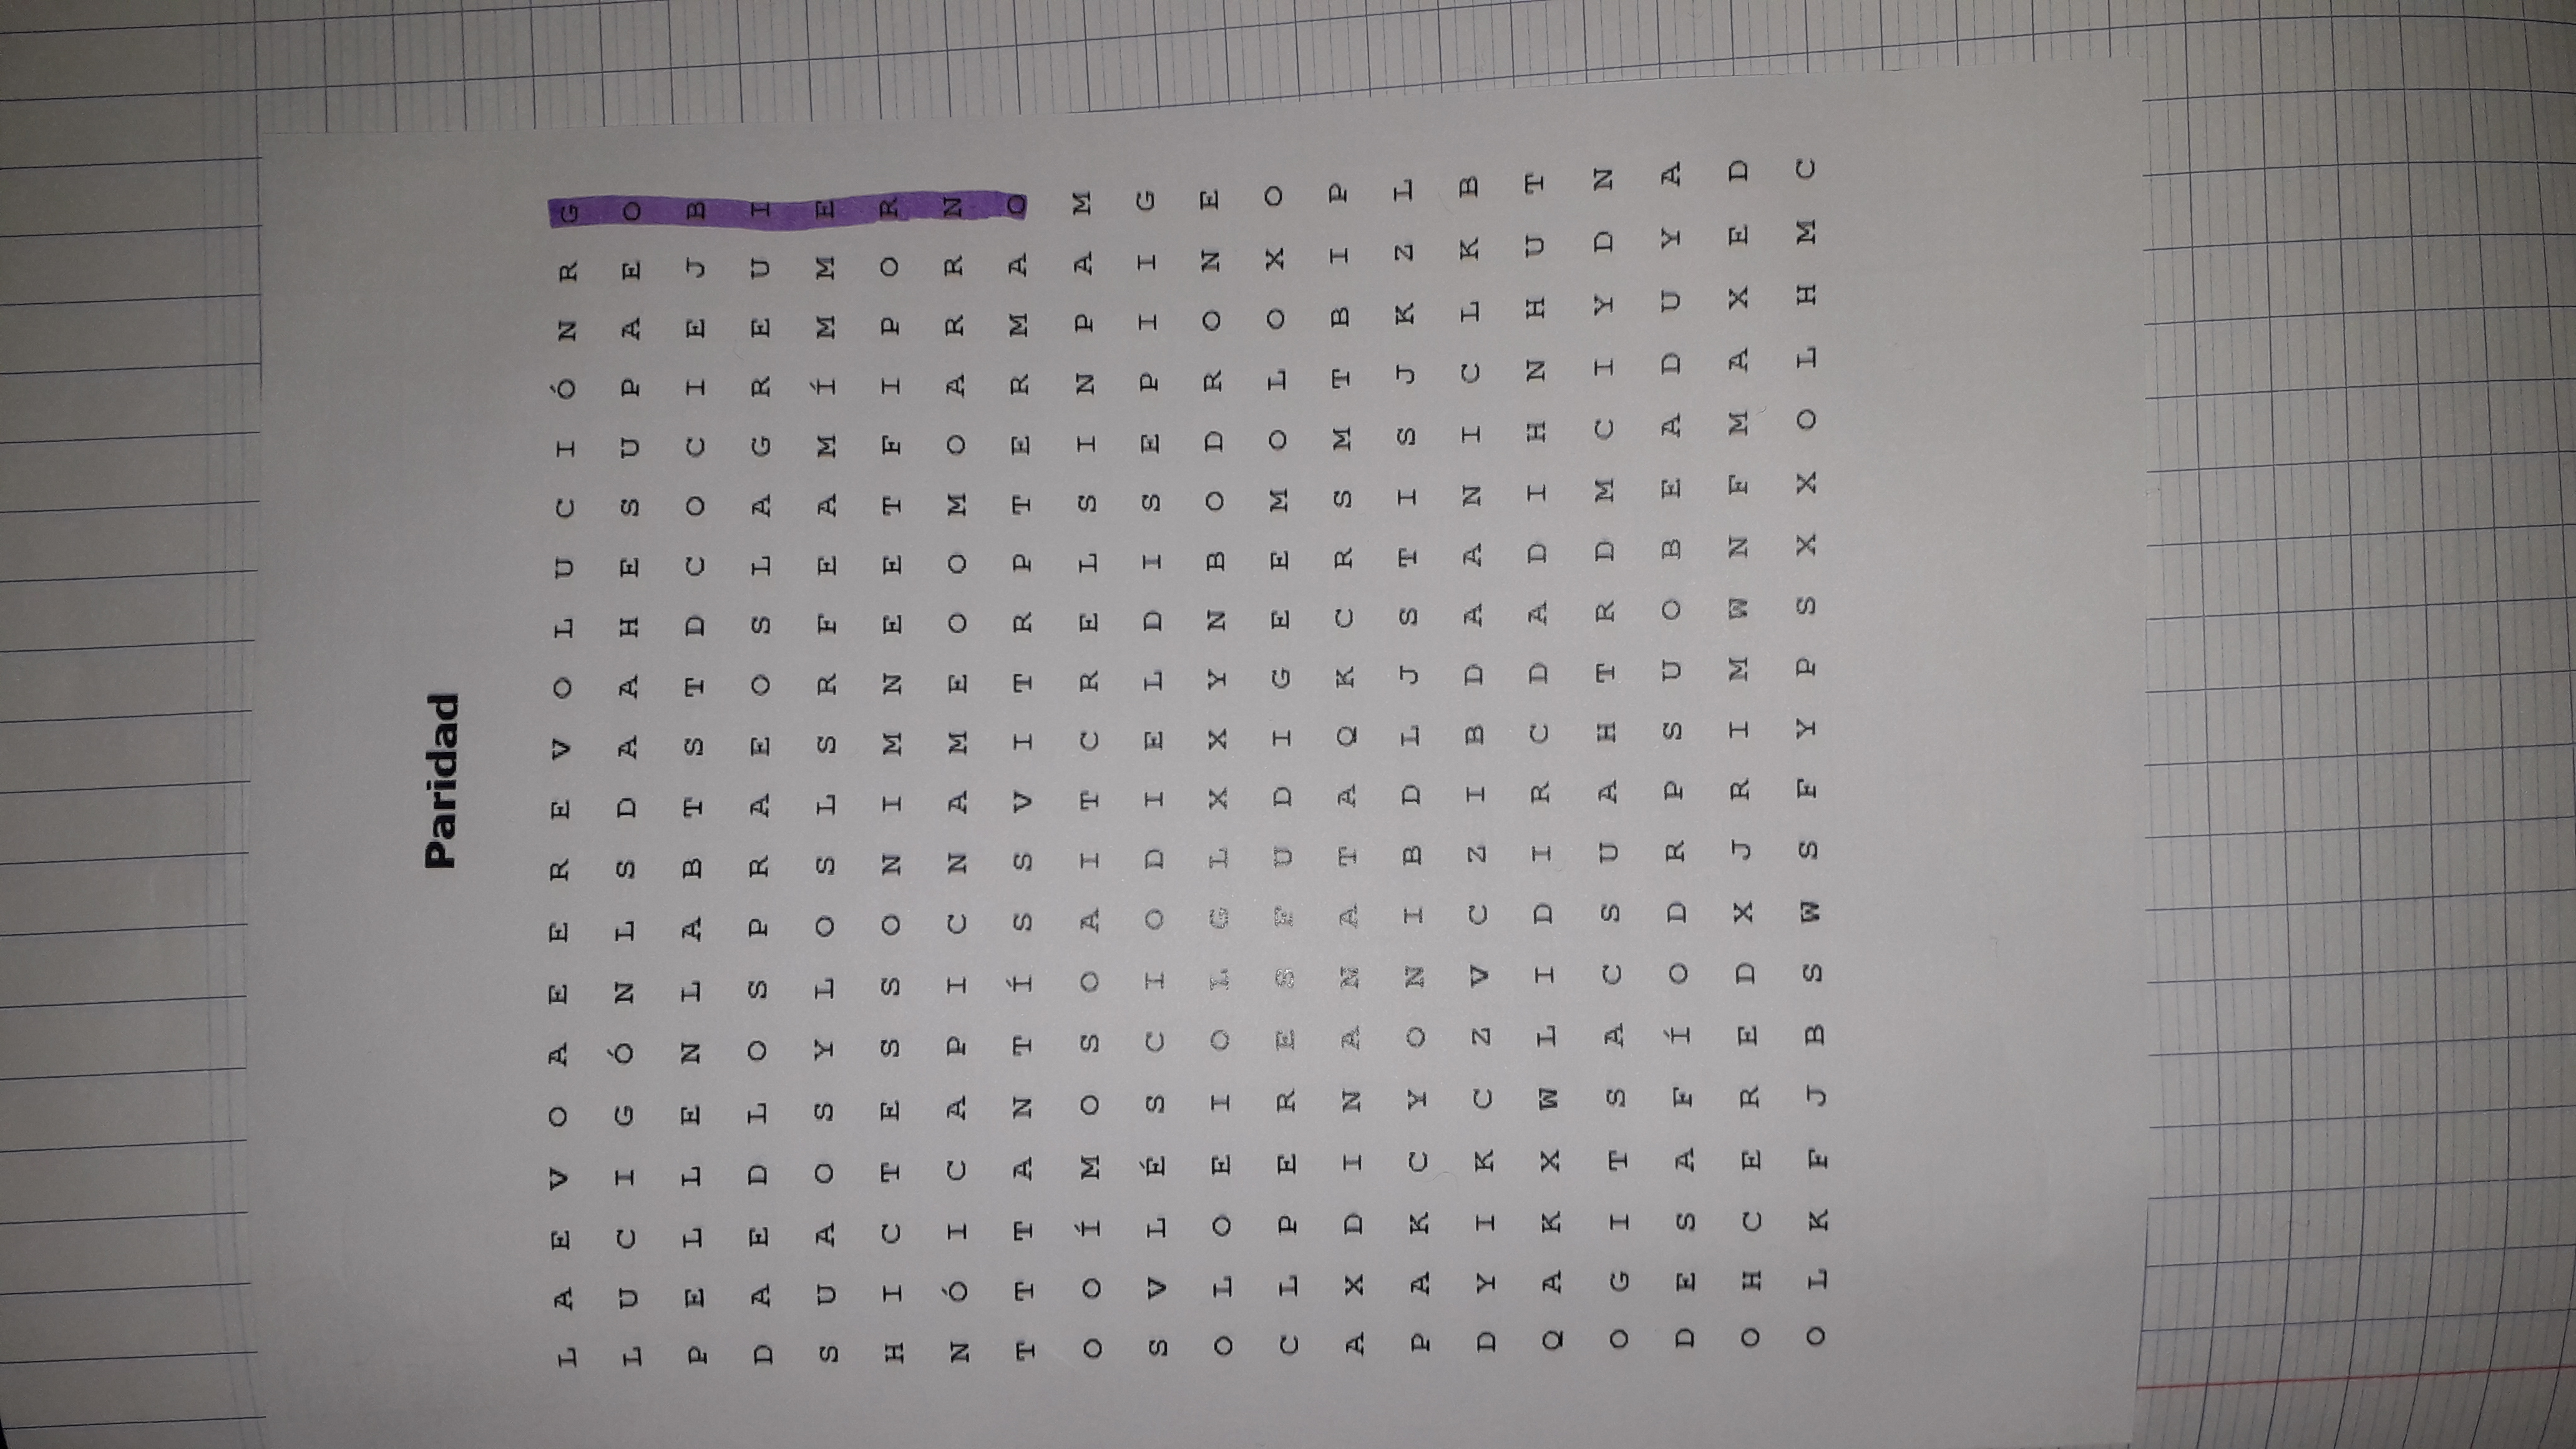 Paridad
L A E V O A E E R E V O L U C I Ó N R G
L U C I G Ó N L S D A A H E S U P A E O
P E L L E N L A B T S T D C O C I E J B
D A E D L O S P R A E O S L A G R E U I
S U A O S Y L O S L S R F E A M Í M M E
H I C T E S S O N I M N E E T F I P O R
N Ó I C A P I C N A M E O O M O A R R N
T T T A N T Í S S V I T R P T E R M A O
O O Í M O S O A I T C R E L S I N P A M
S V L É S C I O D I E L D I S E P I I G
O L O E I O L G L X X Y N B O D R O N E
C L P E R E S F U D I G E E M O L O X O
A X D I N A N A T A Q K C R S M T B I P
P A K C Y O N I B D L J S T I S J K Z L
D Y I K C Z V C Z I B D A A N I C L K B
Q A K X W L I D I R C D A D I H N H U T
O G I T S A C S U A H T R D M C I Y D N
D E S A F Í O D R P S U O B E A D U Y A
O H C E R E D X J R I M W N F M A X E D
O L K F J B S W S F Y P S X X O L H M C